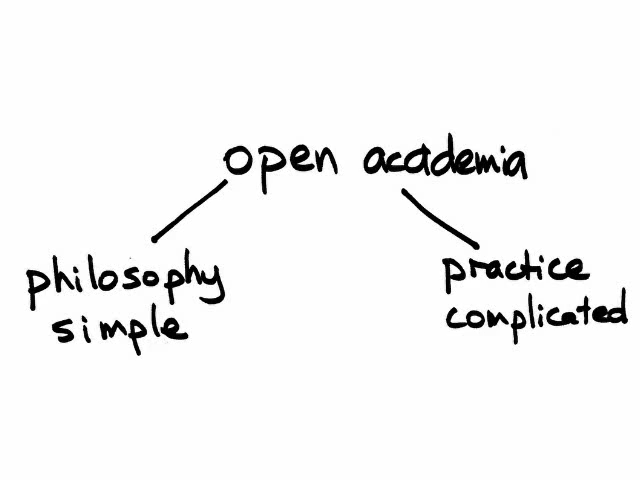 open academia
philosophy
simple
practice
complicated